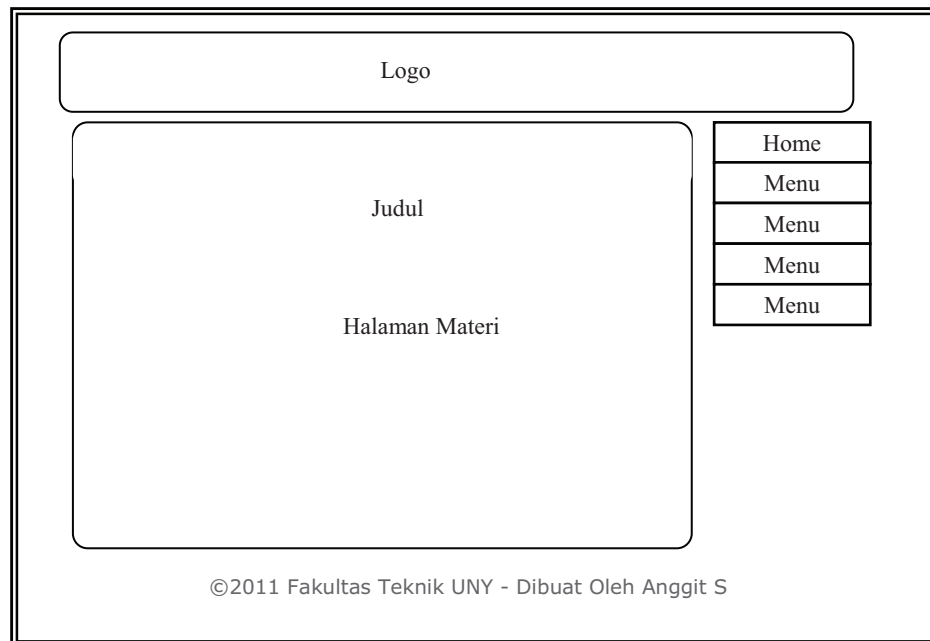 Logo
Judul
Halaman Materi
Home
Menu
Menu
Menu
Menu
©2011 Fakultas Teknik UNY - Dibuat Oleh Anggit S